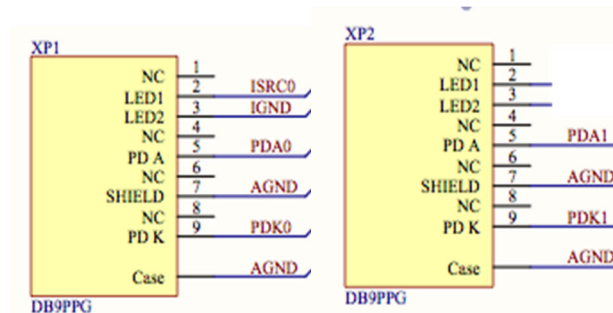 XP1
NC 1
LED1 2 ISRC0
LED2 3 IGND
NC 4
PD A 5 PDA0
NC 6
SHIELD 7 AGND
NC 8
PD K 9 PDK0
Case AGND
DB9PPG
XP2
NC 1
LED1 2
LED2 3
NC 4
PD A 5 PDA1
NC 6
SHIELD 7 AGND
NC 8
PD K 9 PDK1
Case AGND
DB9PPG